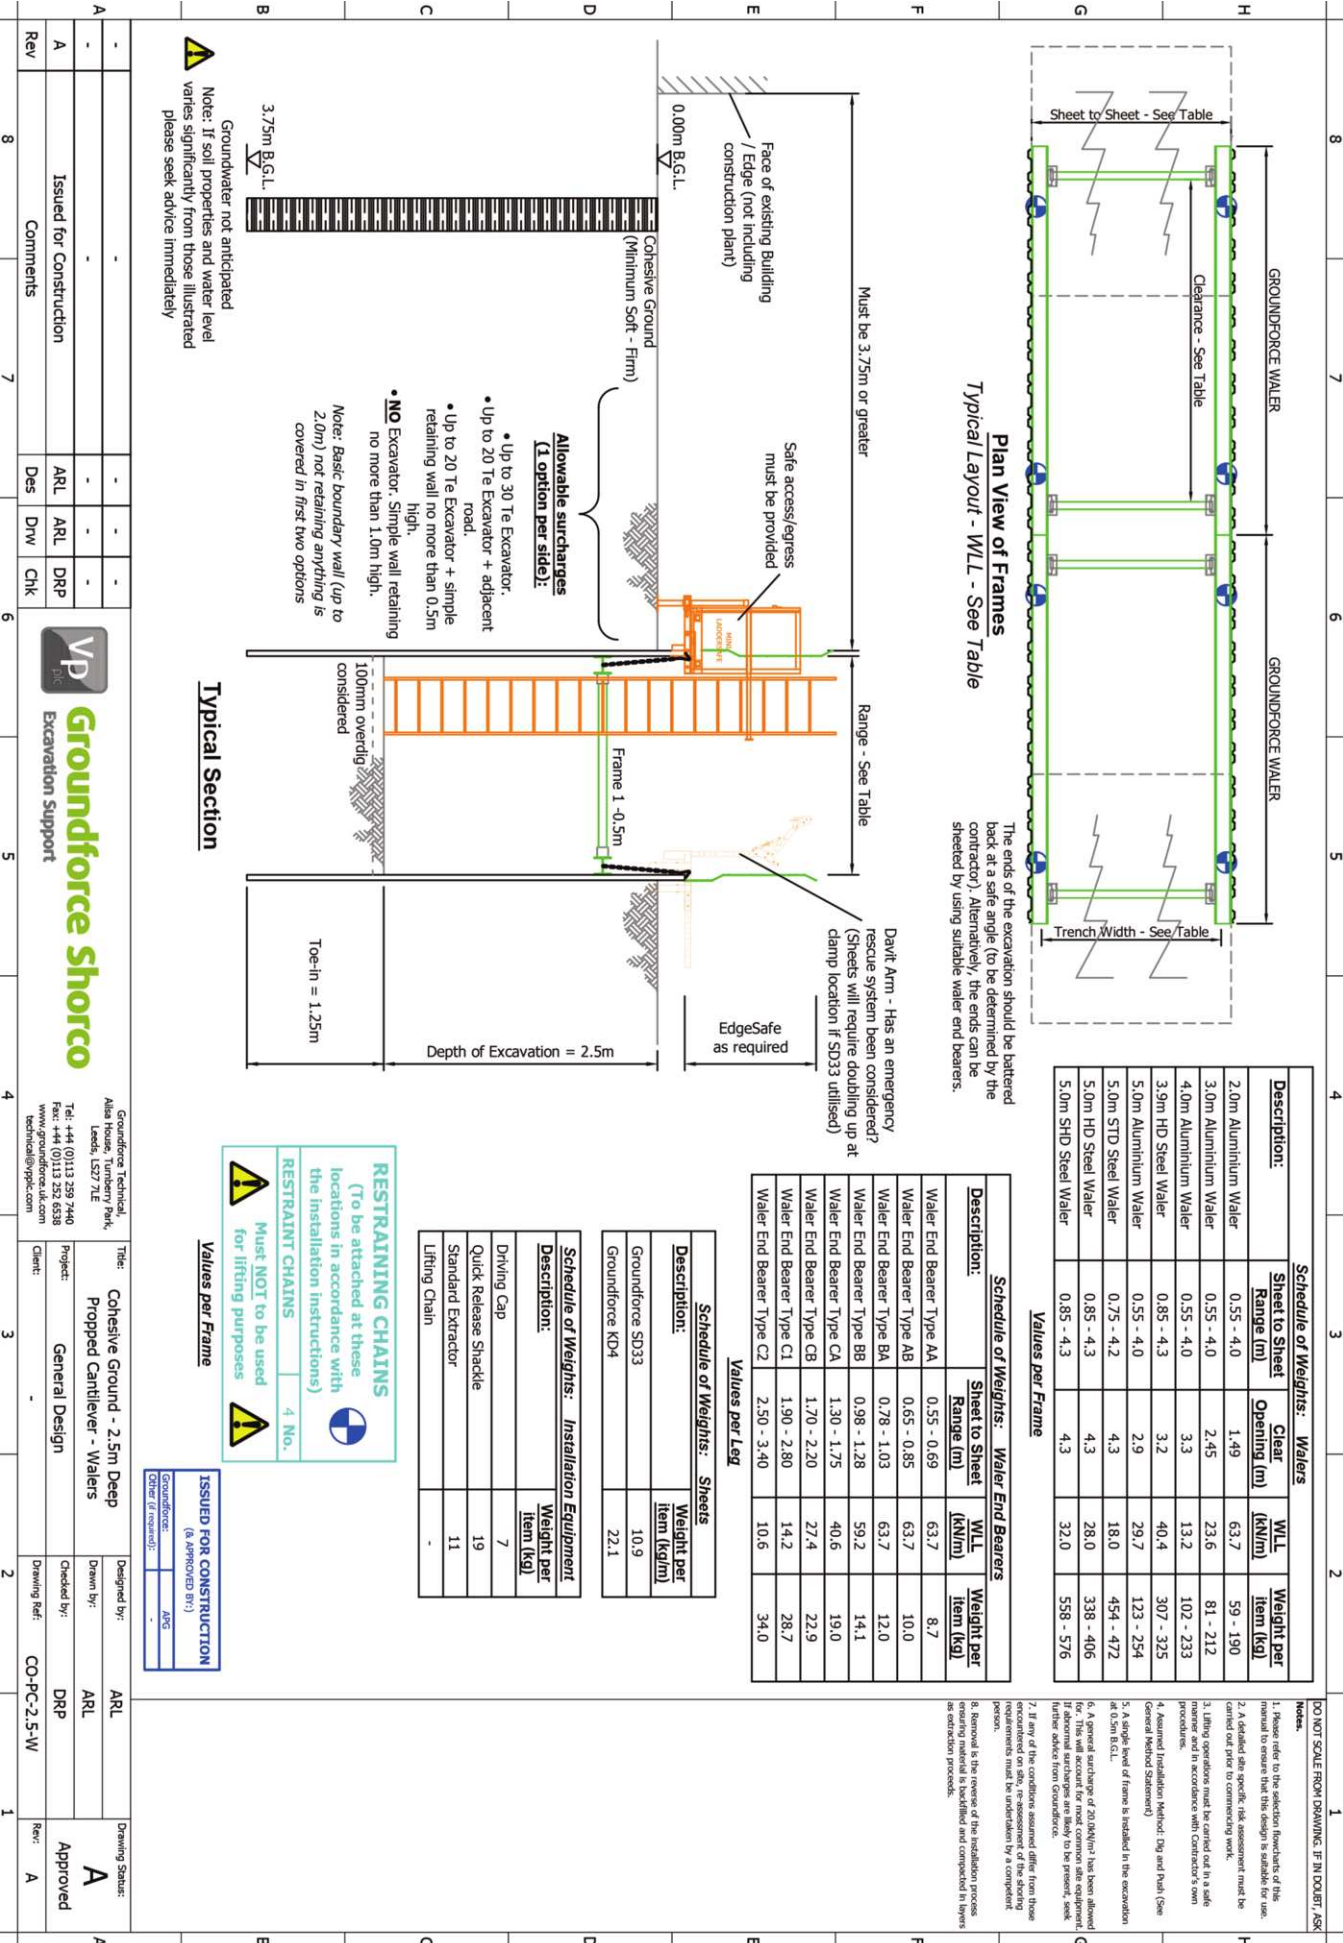 8
7
6
5
4
3
2
1
H
G
F
E
D
C
B
A
Sheet to Sheet - See Table
GROUNDFORCE WALER
GROUNDFORCE WALER
Clearance - See Table
Trench Width - See Table
Plan View of Frames
Typical Layout - WLL - See Table
The ends of the excavation should be battered
back at a safe angle (to be determined by the
contractor). Alternatively, the ends can be
sheeted by using suitable waler end bearers.
Must be 3.75m or greater
Range - See Table
Face of existing Building
/ Edge (not including
construction plant)
Safe access/egress
must be provided
MINI
LADDERSAFE
Davit Arm - Has an emergency
rescue system been considered?
(Sheets will require doubling up at
clamp location if SD33 utilised)
EdgeSafe
as required
0.00m B.G.L.
Cohesive Ground
(Minimum Soft - Firm)
Frame 1 -0.5m
Allowable surcharges
(1 option per side):
• Up to 30 Te Excavator.
• Up to 20 Te Excavator + adjacent
road.
• Up to 20 Te Excavator + simple
retaining wall no more than 0.5m
high.
• NO Excavator. Simple wall retaining
no more than 1.0m high.
Note: Basic boundary wall (up to
2.0m) not retaining anything is
covered in first two options
Depth of Excavation = 2.5m
100mm overdig
considered
Toe-in = 1.25m
3.75m B.G.L.
Groundwater not anticipated
Note: If soil properties and water level
varies significantly from those illustrated
please seek advice immediately
Typical Section
Schedule of Weights: Walers
Description: Sheet to Sheet Range (m) Clear Opening (m) WLL (kN/m) Weight per item (kg)
2.0m Aluminium Waler 0.55 - 4.0 1.49 63.7 59 - 190
3.0m Aluminium Waler 0.55 - 4.0 2.45 23.6 81 - 212
4.0m Aluminium Waler 0.55 - 4.0 3.3 13.2 102 - 233
3.9m HD Steel Waler 0.85 - 4.3 3.2 40.4 307 - 325
5.0m Aluminium Waler 0.55 - 4.0 2.9 29.7 123 - 254
5.0m STD Steel Waler 0.75 - 4.2 4.3 18.0 454 - 472
5.0m HD Steel Waler 0.85 - 4.3 4.3 28.0 338 - 406
5.0m SHD Steel Waler 0.85 - 4.3 4.3 32.0 558 - 576
Values per Frame
Schedule of Weights: Waler End Bearers
Description: Sheet to Sheet Range (m) WLL (kN/m) Weight per item (kg)
Waler End Bearer Type AA 0.55 - 0.69 63.7 8.7
Waler End Bearer Type AB 0.65 - 0.85 63.7 10.0
Waler End Bearer Type BA 0.78 - 1.03 63.7 12.0
Waler End Bearer Type BB 0.98 - 1.28 59.2 14.1
Waler End Bearer Type CA 1.30 - 1.75 40.6 19.0
Waler End Bearer Type CB 1.70 - 2.20 27.4 22.9
Waler End Bearer Type C1 1.90 - 2.80 14.2 28.7
Waler End Bearer Type C2 2.50 - 3.40 10.6 34.0
Values per Leg
Schedule of Weights: Sheets
Description: Weight per item (kg/m)
Groundforce SD33 10.9
Groundforce KD4 22.1
Schedule of Weights: Installation Equipment
Description: Weight per item (kg)
Driving Cap 7
Quick Release Shackle 19
Standard Extractor 11
Lifting Chain -
RESTRAINING CHAINS
(To be attached at these
locations in accordance with
the installation instructions)
RESTRAINT CHAINS 4 No.
Must NOT to be used
for lifting purposes
Values per Frame
ISSUED FOR CONSTRUCTION
(& APPROVED BY:)
Groundforce: APG
Other (if required): -
DO NOT SCALE FROM DRAWING. IF IN DOUBT, ASK
Notes.
1. Please refer to the selection flowcharts of this
manual to ensure that this design is suitable for use.
2. A detailed site specific risk assessment must be
carried out prior to commencing work.
3. Lifting operations must be carried out in a safe
manner and in accordance with Contractor's own
procedures.
4. Assumed Installation Method: Dig and Push (See
General Method Statement)
5. A single level of frame is installed in the excavation
at 0.5m B.G.L.
6. A general surcharge of 20.0kN/m² has been allowed
for. This will account for most common site equipment.
If abnormal surcharges are likely to be present, seek
further advice from Groundforce.
7. If any of the conditions assumed differ from those
encountered on site, re-assessment of the shoring
requirements must be undertaken by a competent
person.
8. Removal is the reverse of the installation process
ensuring material is backfilled and compacted in layers
as extraction proceeds.
- - - - -
- - - - -
A Issued for Construction ARL ARL DRP
Rev Comments Des Drw Chk
Vp
plc
Groundforce Shorco
Excavation Support
Groundforce Technical,
Ailsa House, Turnberry Park,
Leeds, LS27 7LE
Tel: +44 (0)113 259 7440
Fax: +44 (0)113 252 6538
www.groundforce.uk.com
technical@vpplc.com
Title:
Cohesive Ground - 2.5m Deep
Propped Cantilever - Walers
Project:
General Design
Client:
-
Designed by: ARL
Drawn by: ARL
Checked by: DRP
Drawing Ref: CO-PC-2.5-W
Drawing Status:
A
Approved
Rev: A
8
7
6
5
4
3
2
1
A
B
C
D
E
F
G
H